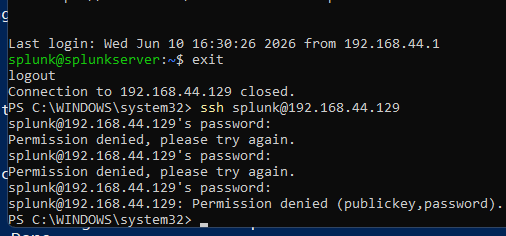 Last login: Wed Jun 10 16:30:26 2026 from 192.168.44.1
splunk@splunkserver:~$ exit
logout
Connection to 192.168.44.129 closed.
PS C:\WINDOWS\system32> ssh splunk@192.168.44.129
splunk@192.168.44.129's password:
Permission denied, please try again.
splunk@192.168.44.129's password:
Permission denied, please try again.
splunk@192.168.44.129's password:
splunk@192.168.44.129: Permission denied (publickey,password).
PS C:\WINDOWS\system32>